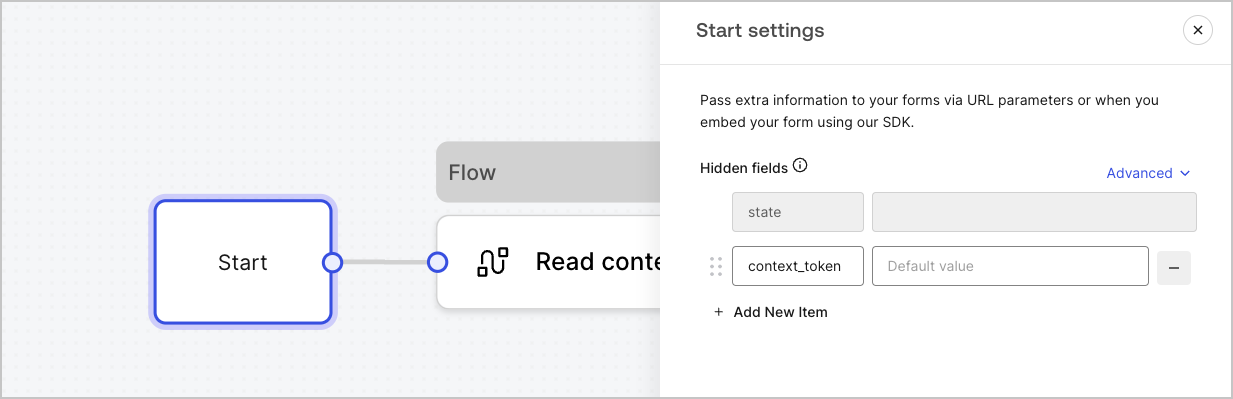 Start settings
Pass extra information to your forms via URL parameters or when you
embed your form using our SDK.
Hidden fields
Advanced
state
context_token
Default value
+ Add New Item
Flow
Start
Read conte